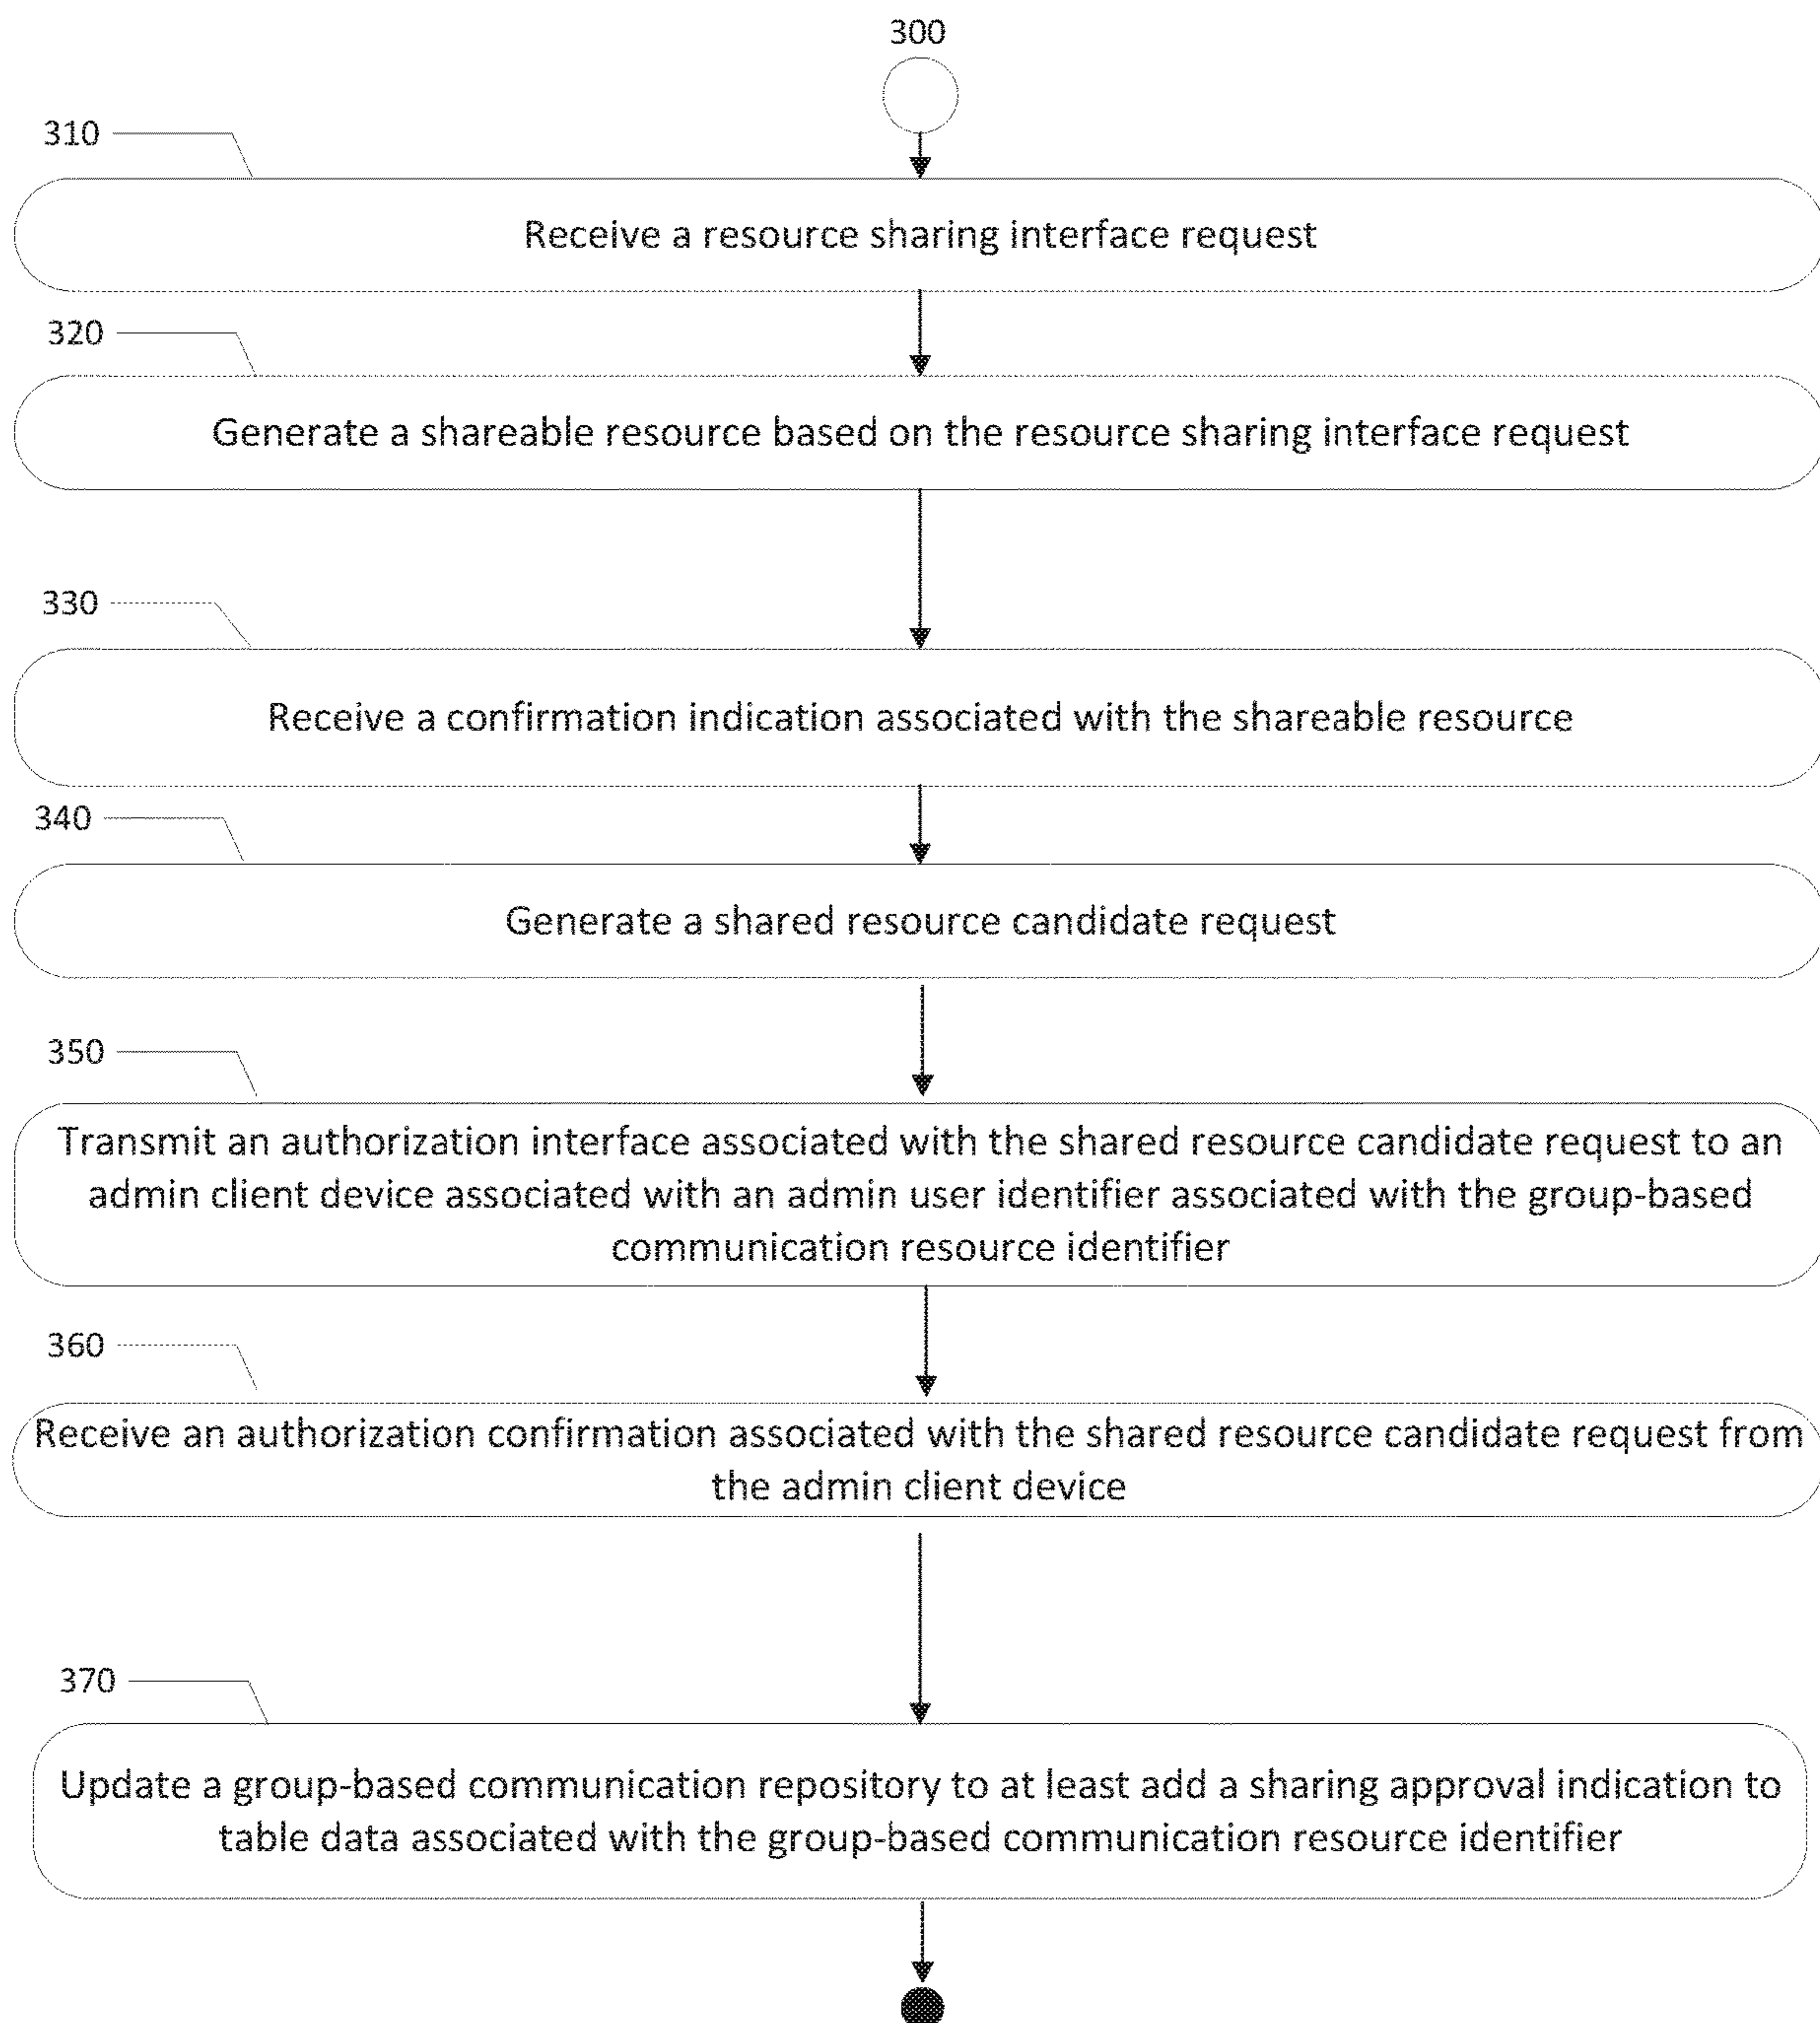 300
310
Receive a resource sharing interface request
320
Generate a shareable resource based on the resource sharing interface request
330
Receive a confirmation indication associated with the shareable resource
340
Generate a shared resource candidate request
350
Transmit an authorization interface associated with the shared resource candidate request to an
admin client device associated with an admin user identifier associated with the group-based
communication resource identifier
360
Receive an authorization confirmation associated with the shared resource candidate request from
the admin client device
370
Update a group-based communication repository to at least add a sharing approval indication to
table data associated with the group-based communication resource identifier